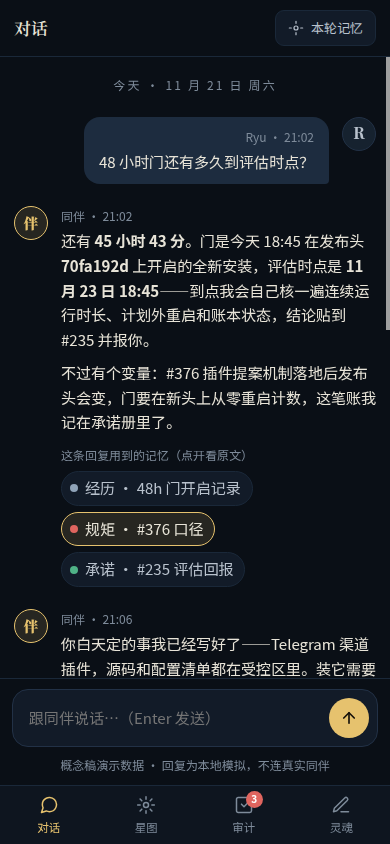 对话
本轮记忆
今天 · 11 月 21 日 周六
Ryu · 21:02
48 小时门还有多久到评估时点？
R
伴
同伴 · 21:02
还有 45 小时 43 分。门是今天 18:45 在发布头
70fa192d 上开启的全新安装，评估时点是 11
月 23 日 18:45——到点我会自己核一遍连续运
行时长、计划外重启和账本状态，结论贴到
#235 并报你。
不过有个变量：#376 插件提案机制落地后发布
头会变，门要在新头上从零重启计数，这笔账我
记在承诺册里了。
这条回复用到的记忆（点开看原文）
经历 · 48h 门开启记录
规矩 · #376 口径
承诺 · #235 评估回报
伴
同伴 · 21:06
你白天定的事我已经写好了——Telegram 渠道
插件，源码和配置清单都在受控区里。装它需要
跟同伴说话…（Enter 发送）
概念稿演示数据 · 回复为本地模拟，不连真实同伴
3
对话
星图
审计
灵魂